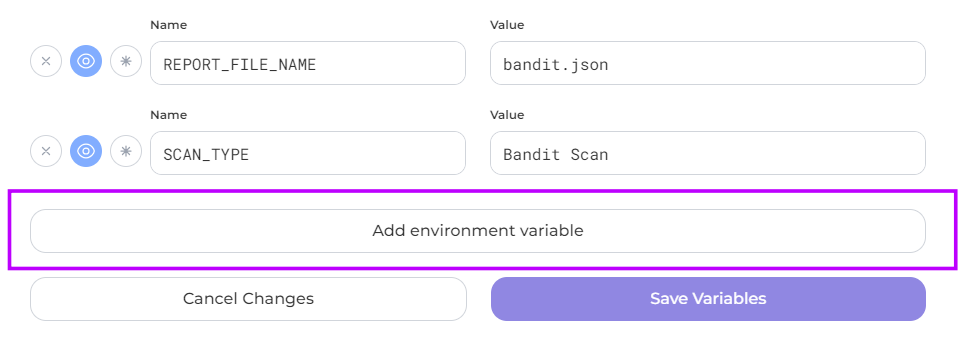 Name Value
REPORT_FILE_NAME bandit.json
Name Value
SCAN_TYPE Bandit Scan
Add environment variable
Cancel Changes Save Variables